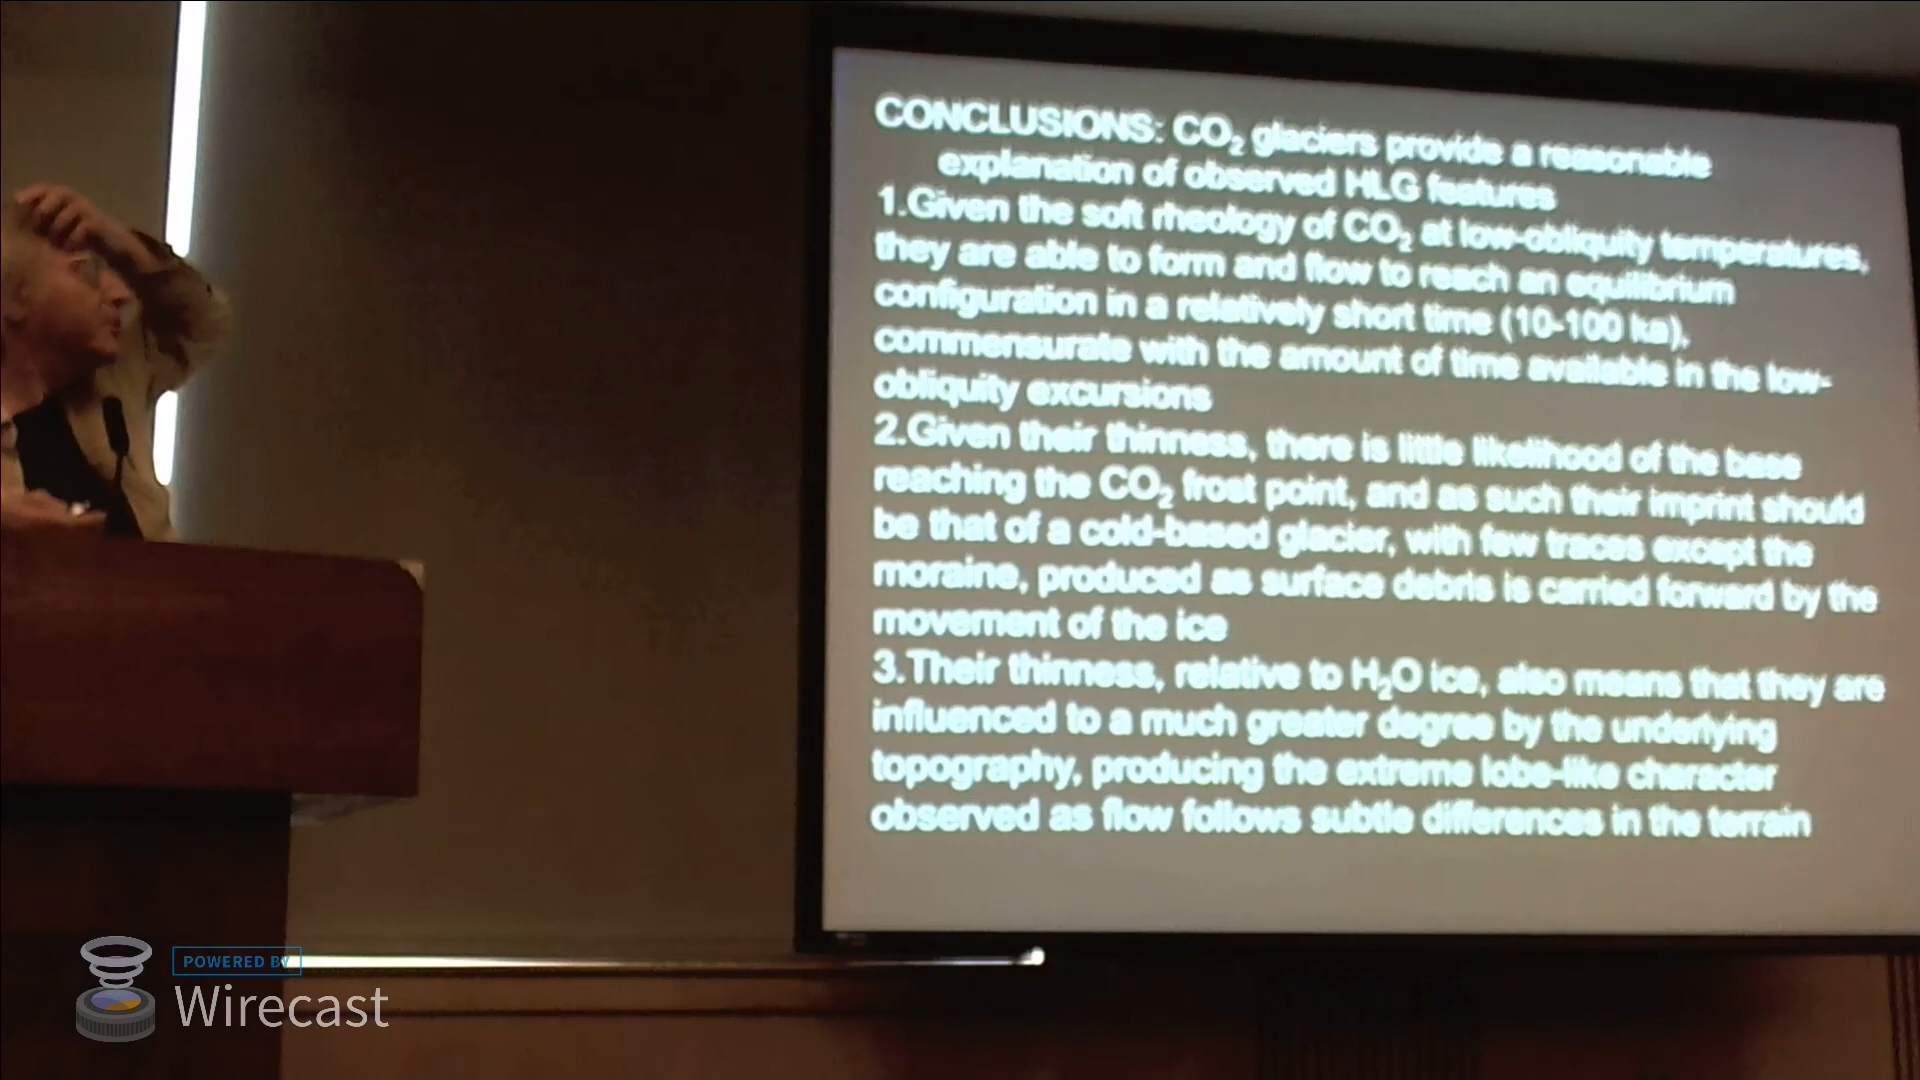 CONCLUSIONS: CO₂ glaciers provide a reasonable
explanation of observed HLG features
1.Given the soft rheology of CO₂ at low-obliquity temperatures,
they are able to form and flow to reach an equilibrium
configuration in a relatively short time (10-100 ka),
commensurate with the amount of time available in the low-
obliquity excursions
2.Given their thinness, there is little likelihood of the base
reaching the CO₂ frost point, and as such their imprint should
be that of a cold-based glacier, with few traces except the
moraine, produced as surface debris is carried forward by the
movement of the ice
3.Their thinness, relative to H₂O ice, also means that they are
influenced to a much greater degree by the underlying
topography, producing the extreme lobe-like character
observed as flow follows subtle differences in the terrain
POWERED BY
Wirecast